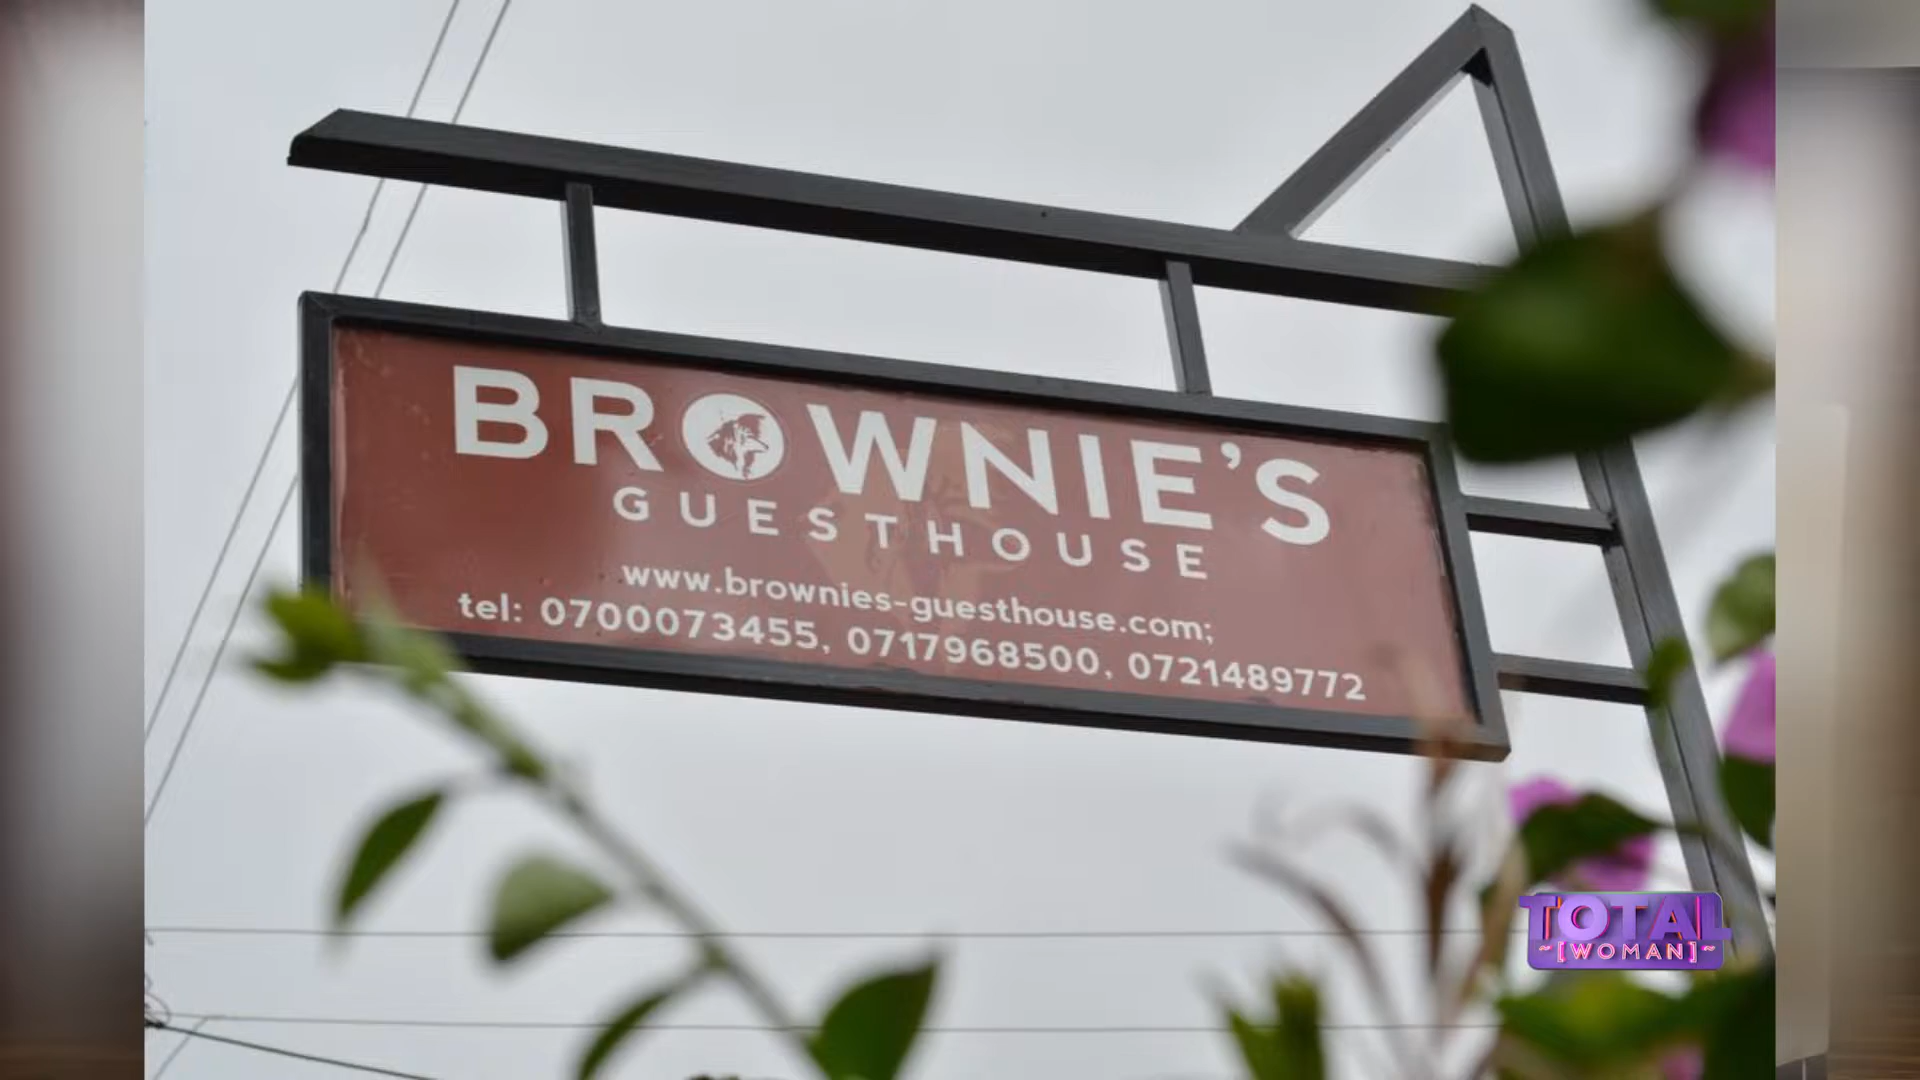 BROWNIE'S
GUESTHOUSE
www.brownies-guesthouse.com;
tel: 0700073455, 0717968500, 0721489772
TOTAL
~[WOMAN]~